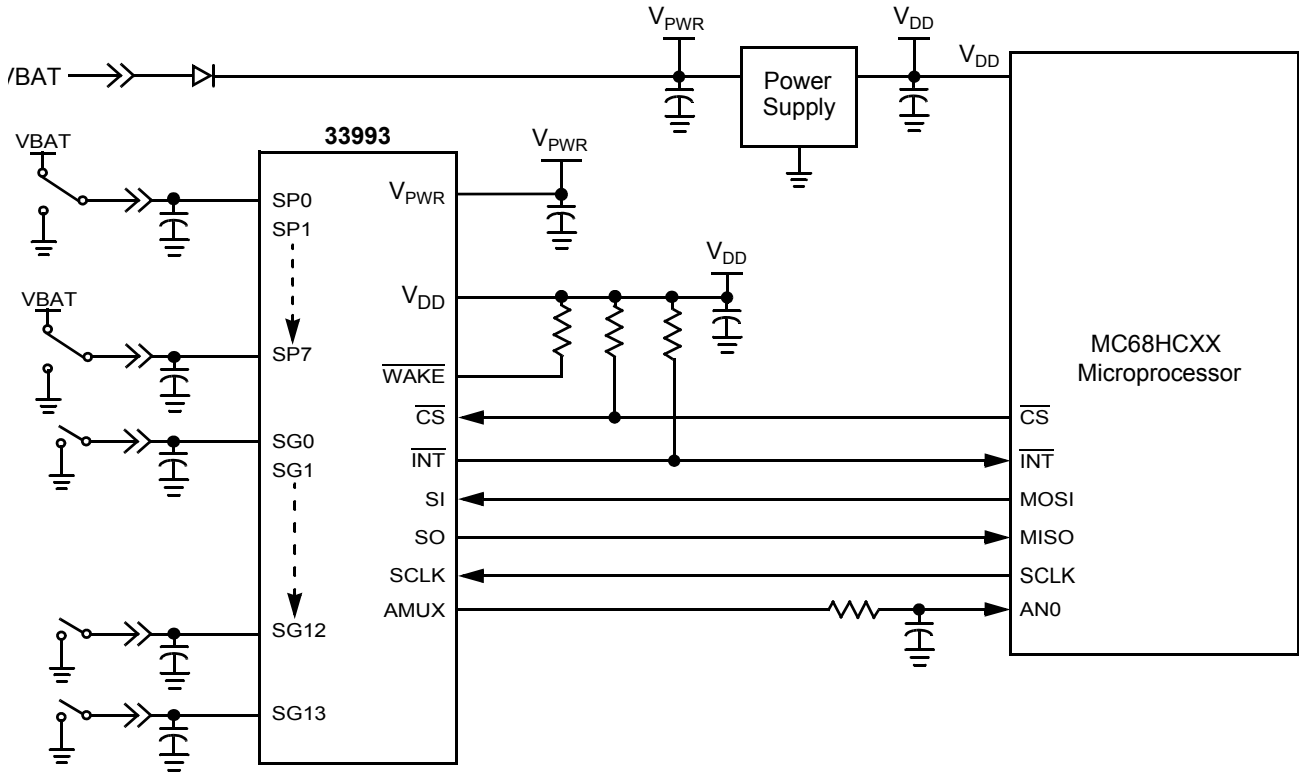 VPWR
VDD
VBAT
Power
Supply
VDD
33993
VBAT
SP0
SP1
VPWR
VPWR
VDD
VDD
VBAT
SP7
WAKE
CS
CS
SG0
SG1
INT
INT
SI
MOSI
SO
MISO
SCLK
SCLK
AMUX
AN0
SG12
SG13
MC68HCXX
Microprocessor